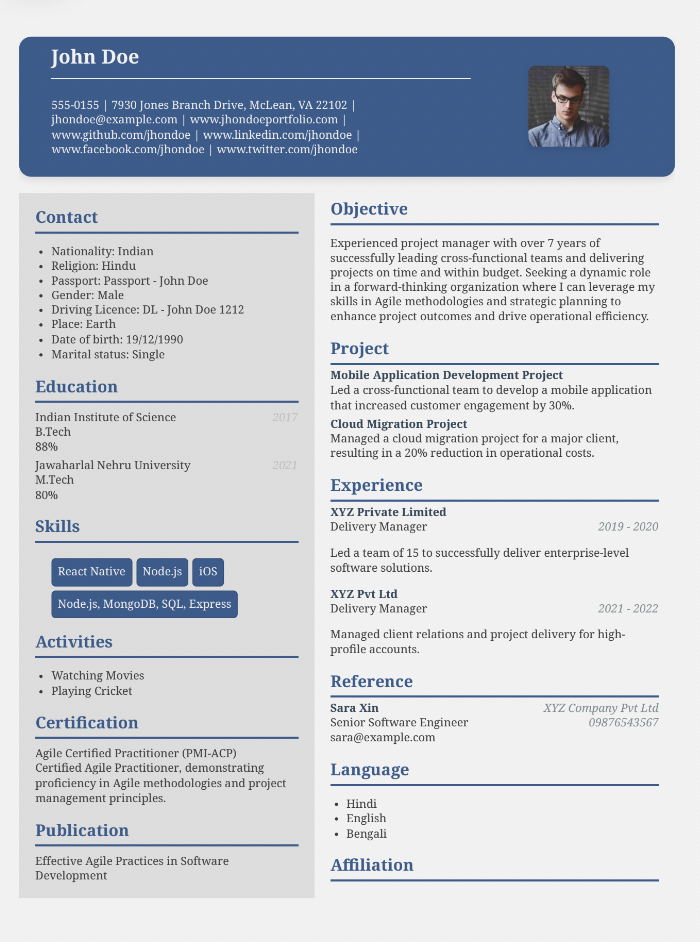 John Doe
555-0155 | 7930 Jones Branch Drive, McLean, VA 22102 |
jhondoe@example.com | www.jhondoeportfolio.com |
www.github.com/jhondoe | www.linkedin.com/jhondoe |
www.facebook.com/jhondoe | www.twitter.com/jhondoe
Contact
• Nationality: Indian
• Religion: Hindu
• Passport: Passport - John Doe
• Gender: Male
• Driving Licence: DL - John Doe 1212
• Place: Earth
• Date of birth: 19/12/1990
• Marital status: Single
Education
Indian Institute of Science 2017
B.Tech
88%
Jawaharlal Nehru University 2021
M.Tech
80%
Skills
React Native Node.js iOS
Node.js, MongoDB, SQL, Express
Activities
• Watching Movies
• Playing Cricket
Certification
Agile Certified Practitioner (PMI-ACP)
Certified Agile Practitioner, demonstrating
proficiency in Agile methodologies and project
management principles.
Publication
Effective Agile Practices in Software
Development
Objective
Experienced project manager with over 7 years of
successfully leading cross-functional teams and delivering
projects on time and within budget. Seeking a dynamic role
in a forward-thinking organization where I can leverage my
skills in Agile methodologies and strategic planning to
enhance project outcomes and drive operational efficiency.
Project
Mobile Application Development Project
Led a cross-functional team to develop a mobile application
that increased customer engagement by 30%.
Cloud Migration Project
Managed a cloud migration project for a major client,
resulting in a 20% reduction in operational costs.
Experience
XYZ Private Limited
Delivery Manager 2019 - 2020
Led a team of 15 to successfully deliver enterprise-level
software solutions.
XYZ Pvt Ltd
Delivery Manager 2021 - 2022
Managed client relations and project delivery for high-
profile accounts.
Reference
Sara Xin XYZ Company Pvt Ltd
Senior Software Engineer 09876543567
sara@example.com
Language
• Hindi
• English
• Bengali
Affiliation